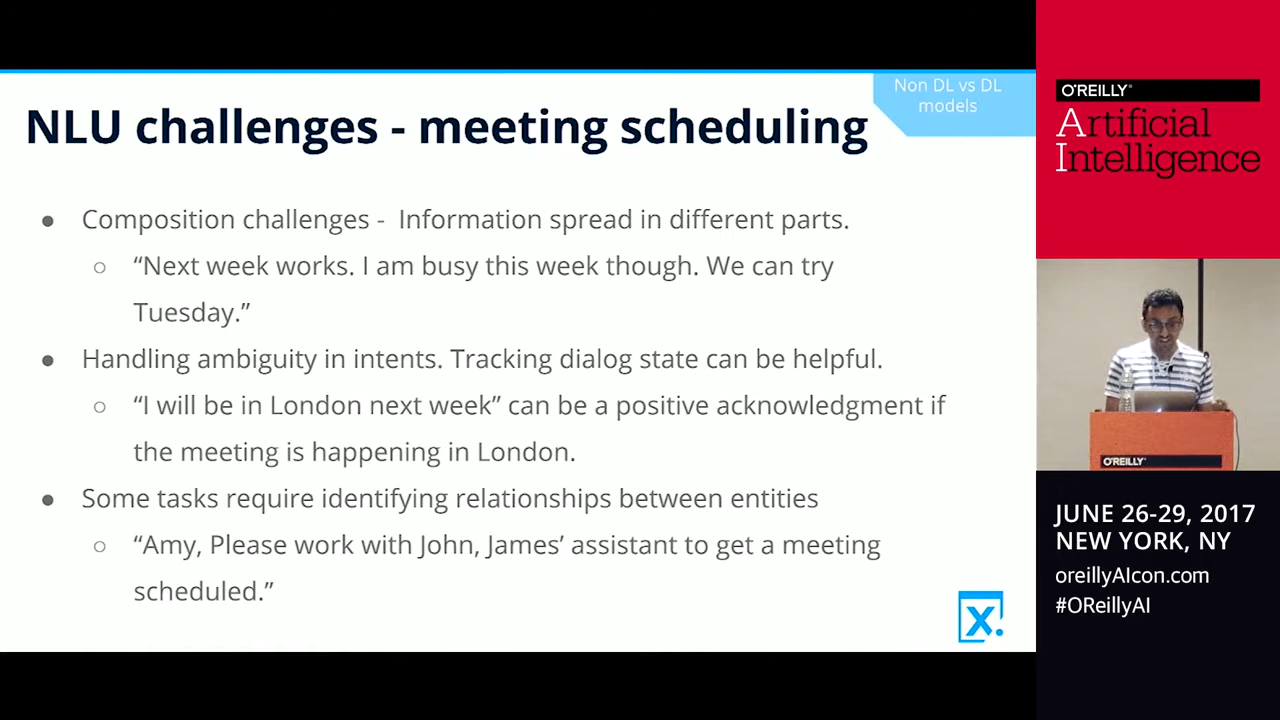 Non DL vs DL
models
NLU challenges - meeting scheduling
● Composition challenges - Information spread in different parts.
○ “Next week works. I am busy this week though. We can try
Tuesday.”
● Handling ambiguity in intents. Tracking dialog state can be helpful.
○ “I will be in London next week” can be a positive acknowledgment if
the meeting is happening in London.
● Some tasks require identifying relationships between entities
○ “Amy, Please work with John, James’ assistant to get a meeting
scheduled.”
x.
O'REILLY®
Artificial
Intelligence
O'REILLY®
JUNE 26-29, 2017
NEW YORK, NY
oreillyAIcon.com
#OReillyAI